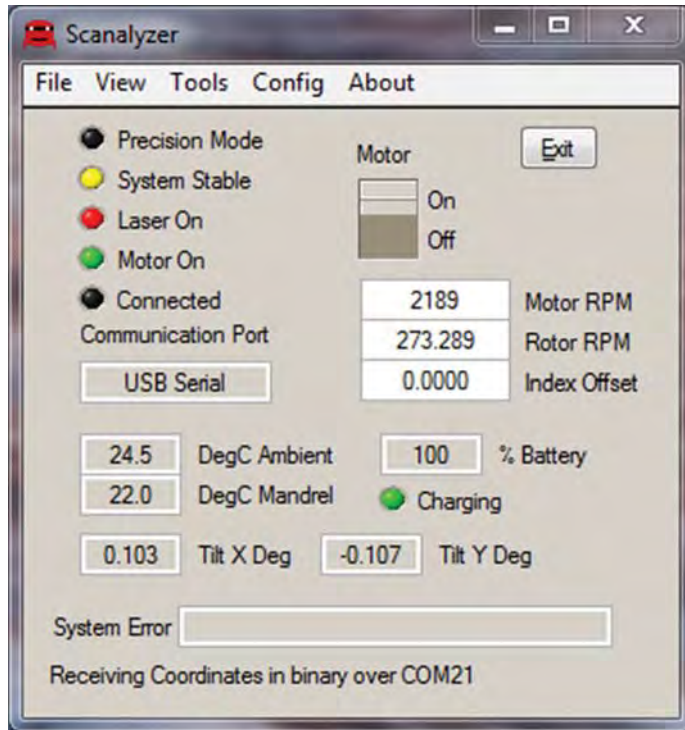 Scanalyzer
File View Tools Config About
Precision Mode
System Stable
Laser On
Motor On
Connected
Motor
On
Off
Exit
2189 Motor RPM
273.289 Rotor RPM
0.0000 Index Offset
Communication Port
USB Serial
24.5 DegC Ambient
100 % Battery
22.0 DegC Mandrel
Charging
0.103 Tilt X Deg
-0.107 Tilt Y Deg
System Error
Receiving Coordinates in binary over COM21